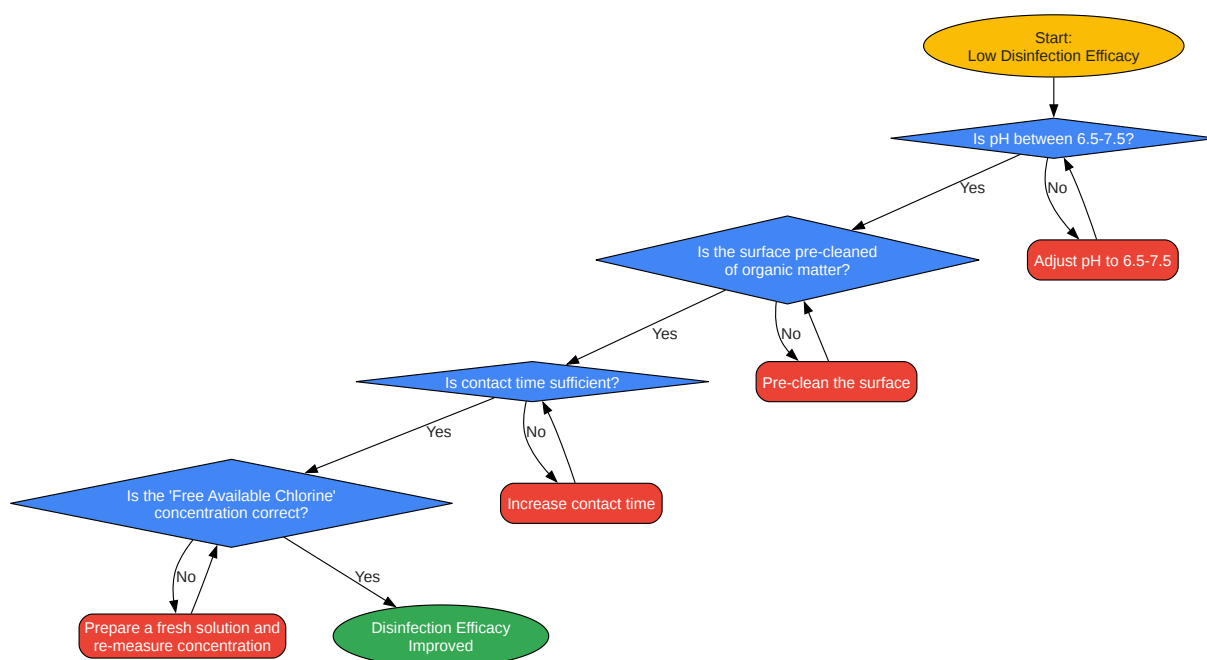 Start:
Low Disinfection Efficacy
Is pH between 6.5-7.5?
Yes
No
Adjust pH to 6.5-7.5
Is the surface pre-cleaned
of organic matter?
Yes
No
Pre-clean the surface
Is contact time sufficient?
Yes
No
Increase contact time
Is the 'Free Available Chlorine'
concentration correct?
No
Yes
Prepare a fresh solution and
re-measure concentration
Disinfection Efficacy
Improved